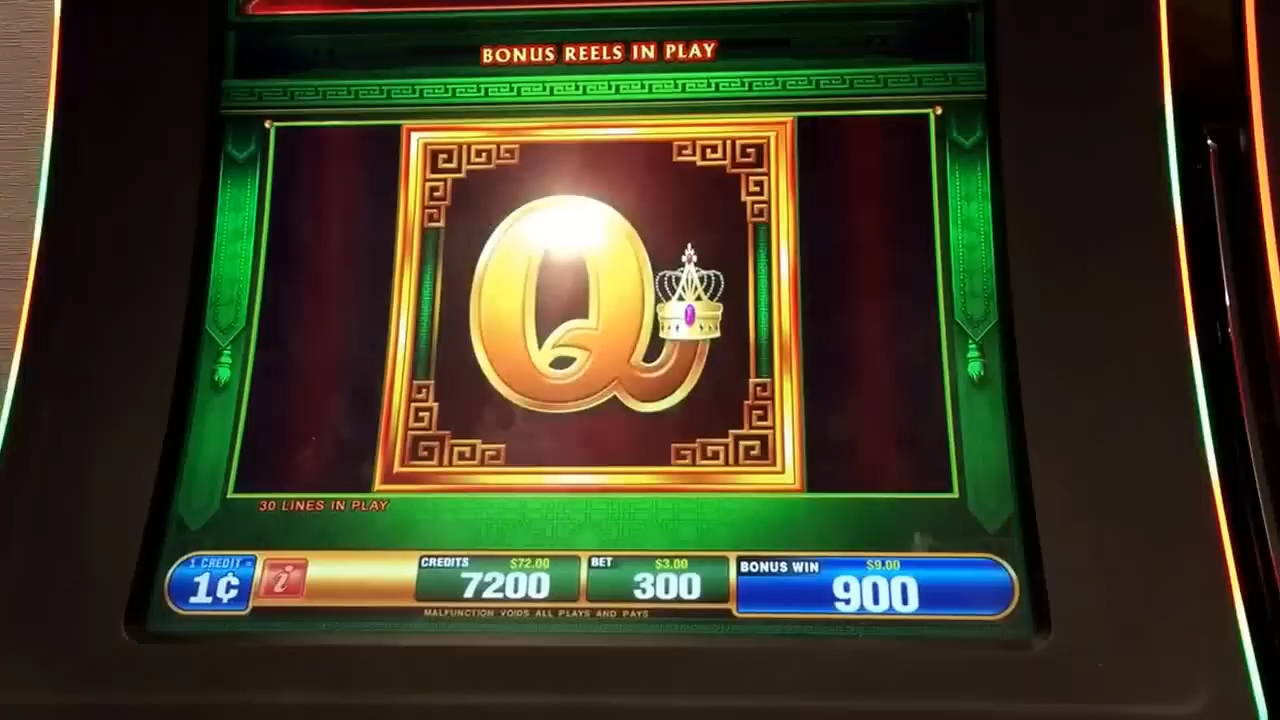 BONUS REELS IN PLAY
Q
30 LINES IN PLAY
1 CREDIT =
1¢
i
CREDITS $72.00
7200
BET $3.00
300
BONUS WIN $9.00
900
MALFUNCTION VOIDS ALL PLAYS AND PAYS